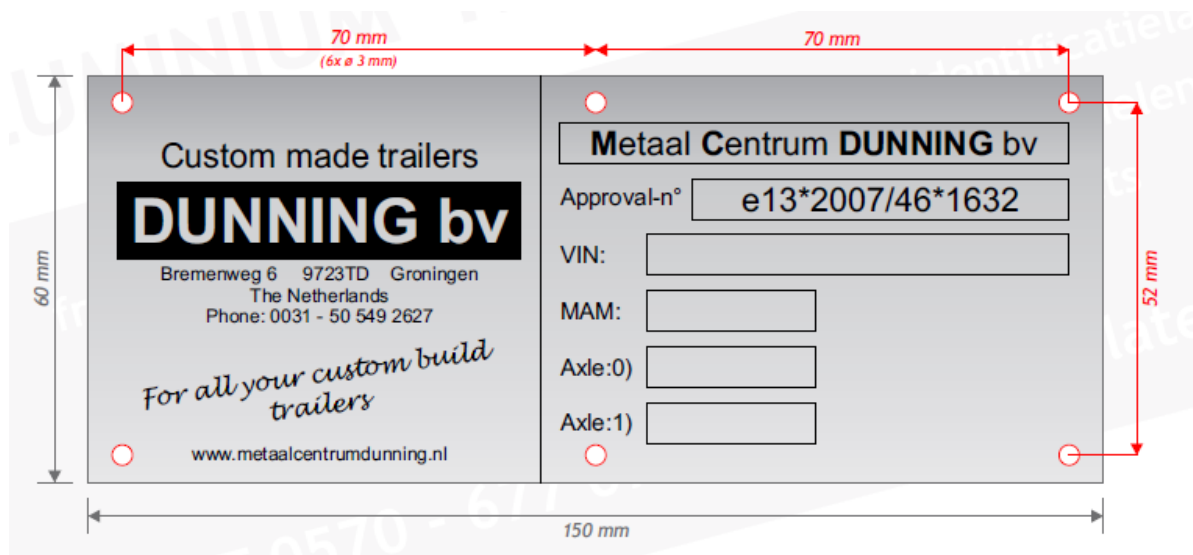 70 mm
70 mm
(6x ø 3 mm)
Custom made trailers
DUNNING bv
Bremenweg 6 9723TD Groningen
The Netherlands
Phone: 0031 - 50 549 2627
For all your custom build
trailers
www.metaalcentrumdunning.nl
Metaal Centrum DUNNING bv
Approval-n° e13*2007/46*1632
VIN:
MAM:
Axle:0)
Axle:1)
60 mm
52 mm
150 mm